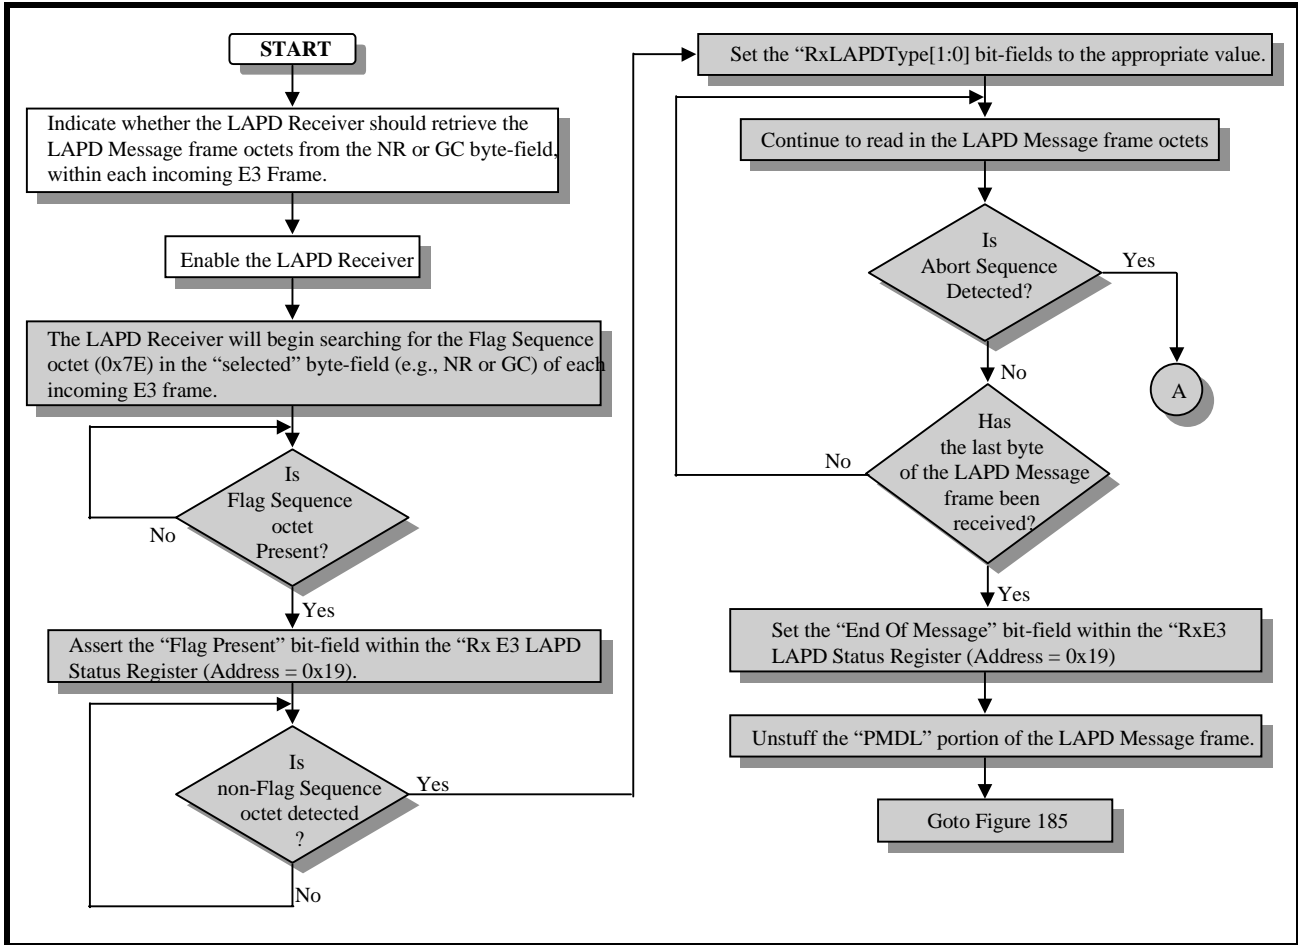 START
Indicate whether the LAPD Receiver should retrieve the
LAPD Message frame octets from the NR or GC byte-field,
within each incoming E3 Frame.
Enable the LAPD Receiver
The LAPD Receiver will begin searching for the Flag Sequence
octet (0x7E) in the “selected” byte-field (e.g., NR or GC) of each
incoming E3 frame.
Is
Flag Sequence
octet
Present?
No
Yes
Assert the “Flag Present” bit-field within the “Rx E3 LAPD
Status Register (Address = 0x19).
Is
non-Flag Sequence
octet detected
?
Yes
No
Set the “RxLAPDType[1:0] bit-fields to the appropriate value.
Continue to read in the LAPD Message frame octets
Is
Abort Sequence
Detected?
Yes
A
No
Has
the last byte
of the LAPD Message
frame been
received?
No
Yes
Set the “End Of Message” bit-field within the “RxE3
LAPD Status Register (Address = 0x19)
Unstuff the “PMDL” portion of the LAPD Message frame.
Goto Figure 185